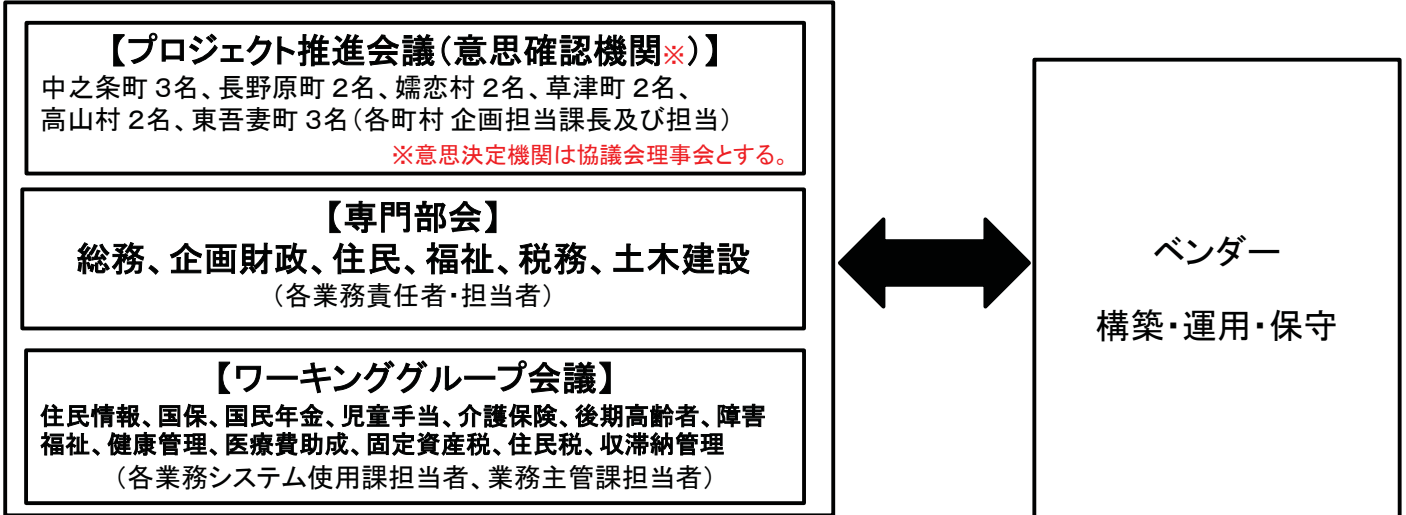 【プロジェクト推進会議(意思確認機関※)】
中之条町 3名、長野原町 2名、嬬恋村 2名、草津町 2名、
高山村 2名、東吾妻町 3名(各町村 企画担当課長及び担当)
※意思決定機関は協議会理事会とする。
【専門部会】
総務、企画財政、住民、福祉、税務、土木建設
(各業務責任者・担当者)
【ワーキンググループ会議】
住民情報、国保、国民年金、児童手当、介護保険、後期高齢者、障害
福祉、健康管理、医療費助成、固定資産税、住民税、収滞納管理
(各業務システム使用課担当者、業務主管課担当者)
ベンダー
構築・運用・保守